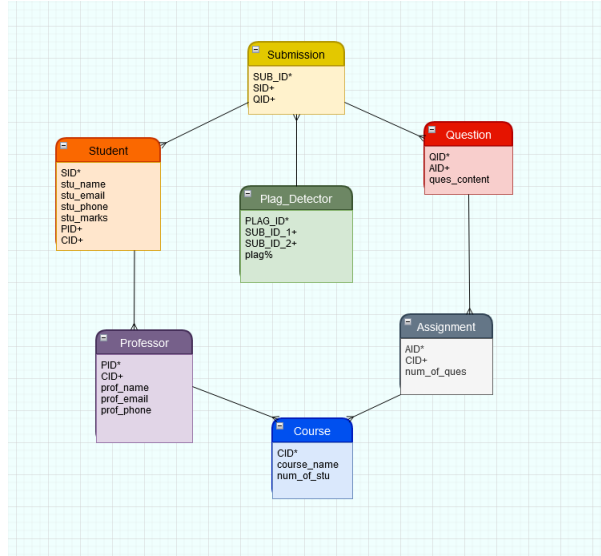 Submission
SUB_ID*
SID+
QID+
Student
SID*
stu_name
stu_email
stu_phone
stu_marks
PID+
CID+
Plag_Detector
PLAG_ID*
SUB_ID_1+
SUB_ID_2+
plag%
Question
QID*
AID+
ques_content
Professor
PID*
CID+
prof_name
prof_email
prof_phone
Assignment
AID*
CID+
num_of_ques
Course
CID*
course_name
num_of_stu